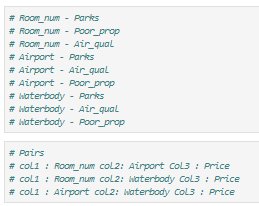 # Room_num - Parks
# Room_num - Poor_prop
# Room_num - Air_qual
# Airport - Parks
# Airport - Air_qual
# Airport - Poor_prop
# Waterbody - Parks
# Waterbody - Air_qual
# Waterbody - Poor_prop
# Pairs
# col1 : Room_num col2: Airport Col3 : Price
# col1 : Room_num col2: Waterbody Col3 : Price
# col1 : Airport col2: Waterbody Col3 : Price